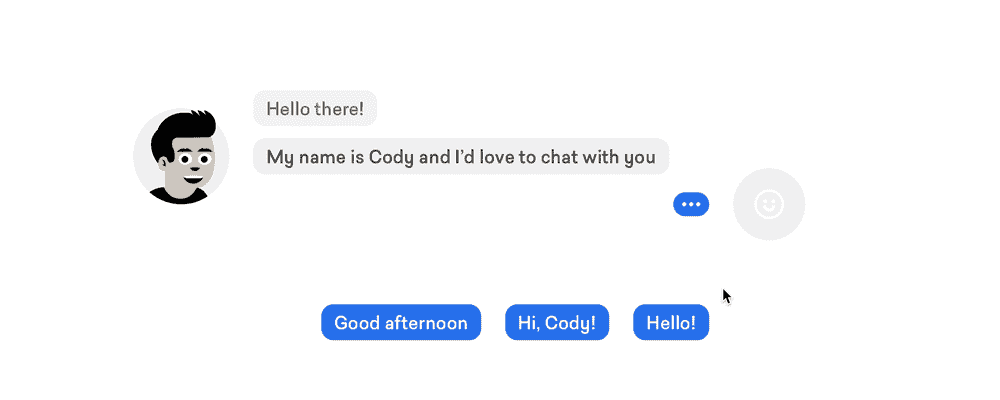 Hello there!
My name is Cody and I'd love to chat with you
Good afternoon
Hi, Cody!
Hello!